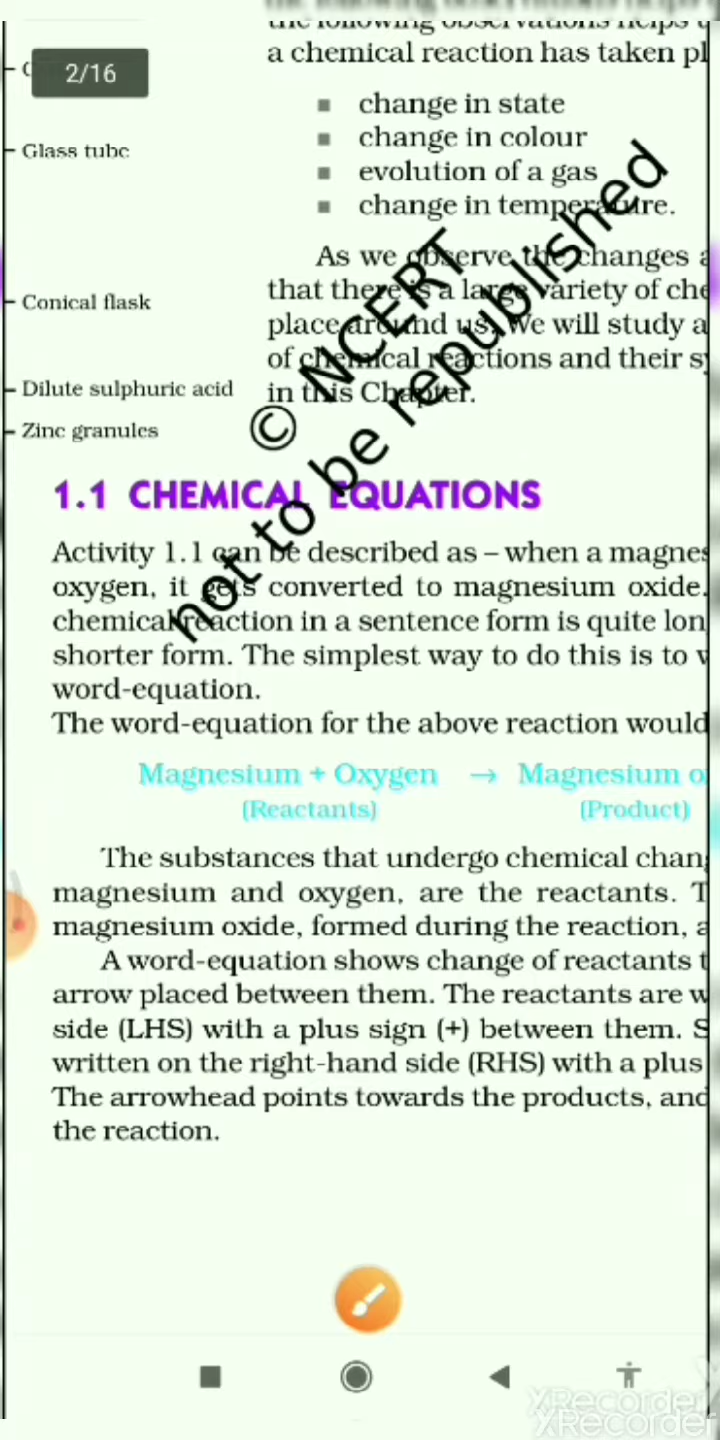 the following observations helps
a chemical reaction has taken pl
2/16
change in state
change in colour
Glass tube
evolution of a gas
change in temperature.
As we observe the changes a
Conical flask
that there is a large variety of che
place around us. We will study a
of chemical reactions and their sy
Dilute sulphuric acid
in this Chapter.
Zinc granules
© NCERT
not to be republished
1.1 CHEMICAL EQUATIONS
Activity 1.1 can be described as – when a magnes
oxygen, it gets converted to magnesium oxide.
chemical reaction in a sentence form is quite lon
shorter form. The simplest way to do this is to w
word-equation.
The word-equation for the above reaction would
Magnesium + Oxygen → Magnesium o
(Reactants) (Product)
The substances that undergo chemical chan
magnesium and oxygen, are the reactants. T
magnesium oxide, formed during the reaction, a
A word-equation shows change of reactants t
arrow placed between them. The reactants are w
side (LHS) with a plus sign (+) between them. S
written on the right-hand side (RHS) with a plus
The arrowhead points towards the products, and
the reaction.
XRecorder
XRecorder